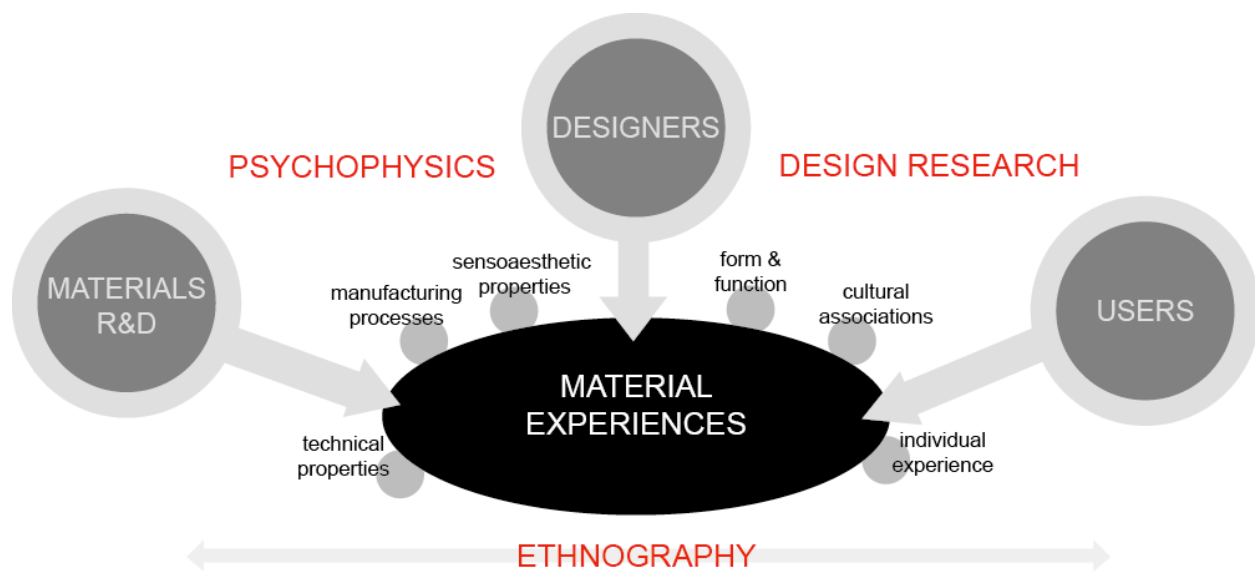 DESIGNERS
PSYCHOPHYSICS
DESIGN RESEARCH
MATERIALS
R&D
sensoaesthetic
properties
manufacturing
processes
form &
function
cultural
associations
USERS
MATERIAL
EXPERIENCES
technical
properties
individual
experience
ETHNOGRAPHY